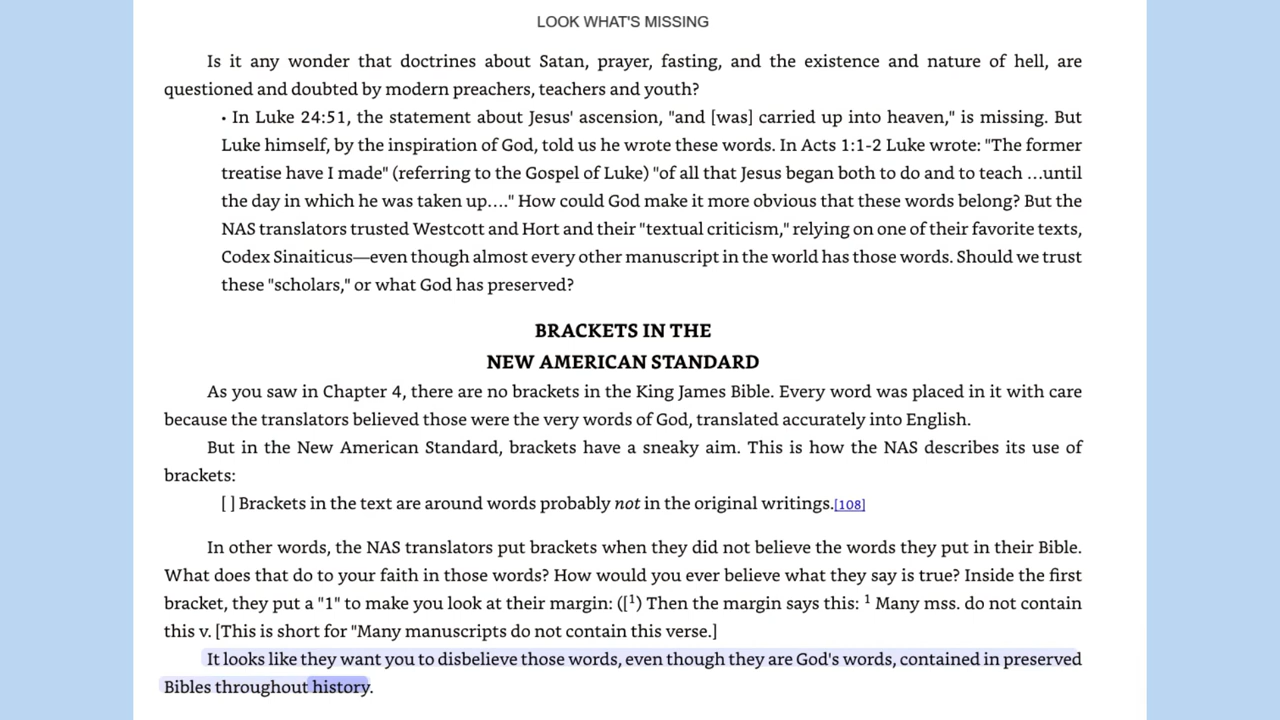 LOOK WHAT'S MISSING
Is it any wonder that doctrines about Satan, prayer, fasting, and the existence and nature of hell, are
questioned and doubted by modern preachers, teachers and youth?
• In Luke 24:51, the statement about Jesus' ascension, "and [was] carried up into heaven," is missing. But
Luke himself, by the inspiration of God, told us he wrote these words. In Acts 1:1-2 Luke wrote: "The former
treatise have I made" (referring to the Gospel of Luke) "of all that Jesus began both to do and to teach ...until
the day in which he was taken up...." How could God make it more obvious that these words belong? But the
NAS translators trusted Westcott and Hort and their "textual criticism," relying on one of their favorite texts,
Codex Sinaiticus—even though almost every other manuscript in the world has those words. Should we trust
these "scholars," or what God has preserved?
BRACKETS IN THE
NEW AMERICAN STANDARD
As you saw in Chapter 4, there are no brackets in the King James Bible. Every word was placed in it with care
because the translators believed those were the very words of God, translated accurately into English.
But in the New American Standard, brackets have a sneaky aim. This is how the NAS describes its use of
brackets:
[ ] Brackets in the text are around words probably not in the original writings.[108]
In other words, the NAS translators put brackets when they did not believe the words they put in their Bible.
What does that do to your faith in those words? How would you ever believe what they say is true? Inside the first
bracket, they put a "1" to make you look at their margin: ([¹) Then the margin says this: ¹ Many mss. do not contain
this v. [This is short for "Many manuscripts do not contain this verse.]
It looks like they want you to disbelieve those words, even though they are God's words, contained in preserved
Bibles throughout history.